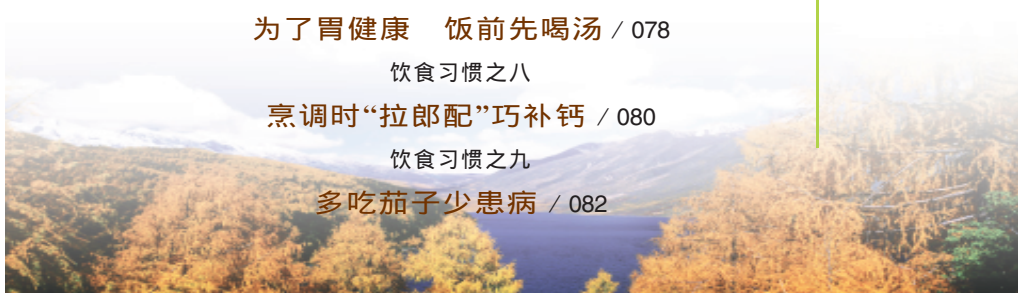 为了胃健康　饭前先喝汤 / 078
饮食习惯之八
烹调时“拉郎配”巧补钙 / 080
饮食习惯之九
多吃茄子少患病 / 082